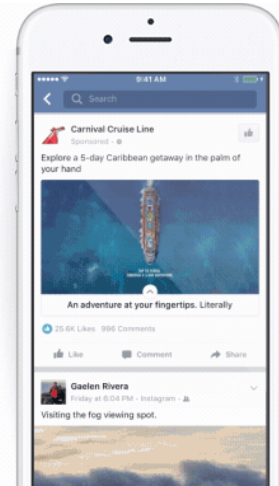 9:41 AM
Search
Carnival Cruise Line
Sponsored
Explore a 5-day Caribbean getaway in the palm of
your hand
An adventure at your fingertips. Literally
25.6K Likes 996 Comments
Like Comment Share
Gaelen Rivera
Friday at 6:04 PM · Instagram
Visiting the fog viewing spot.